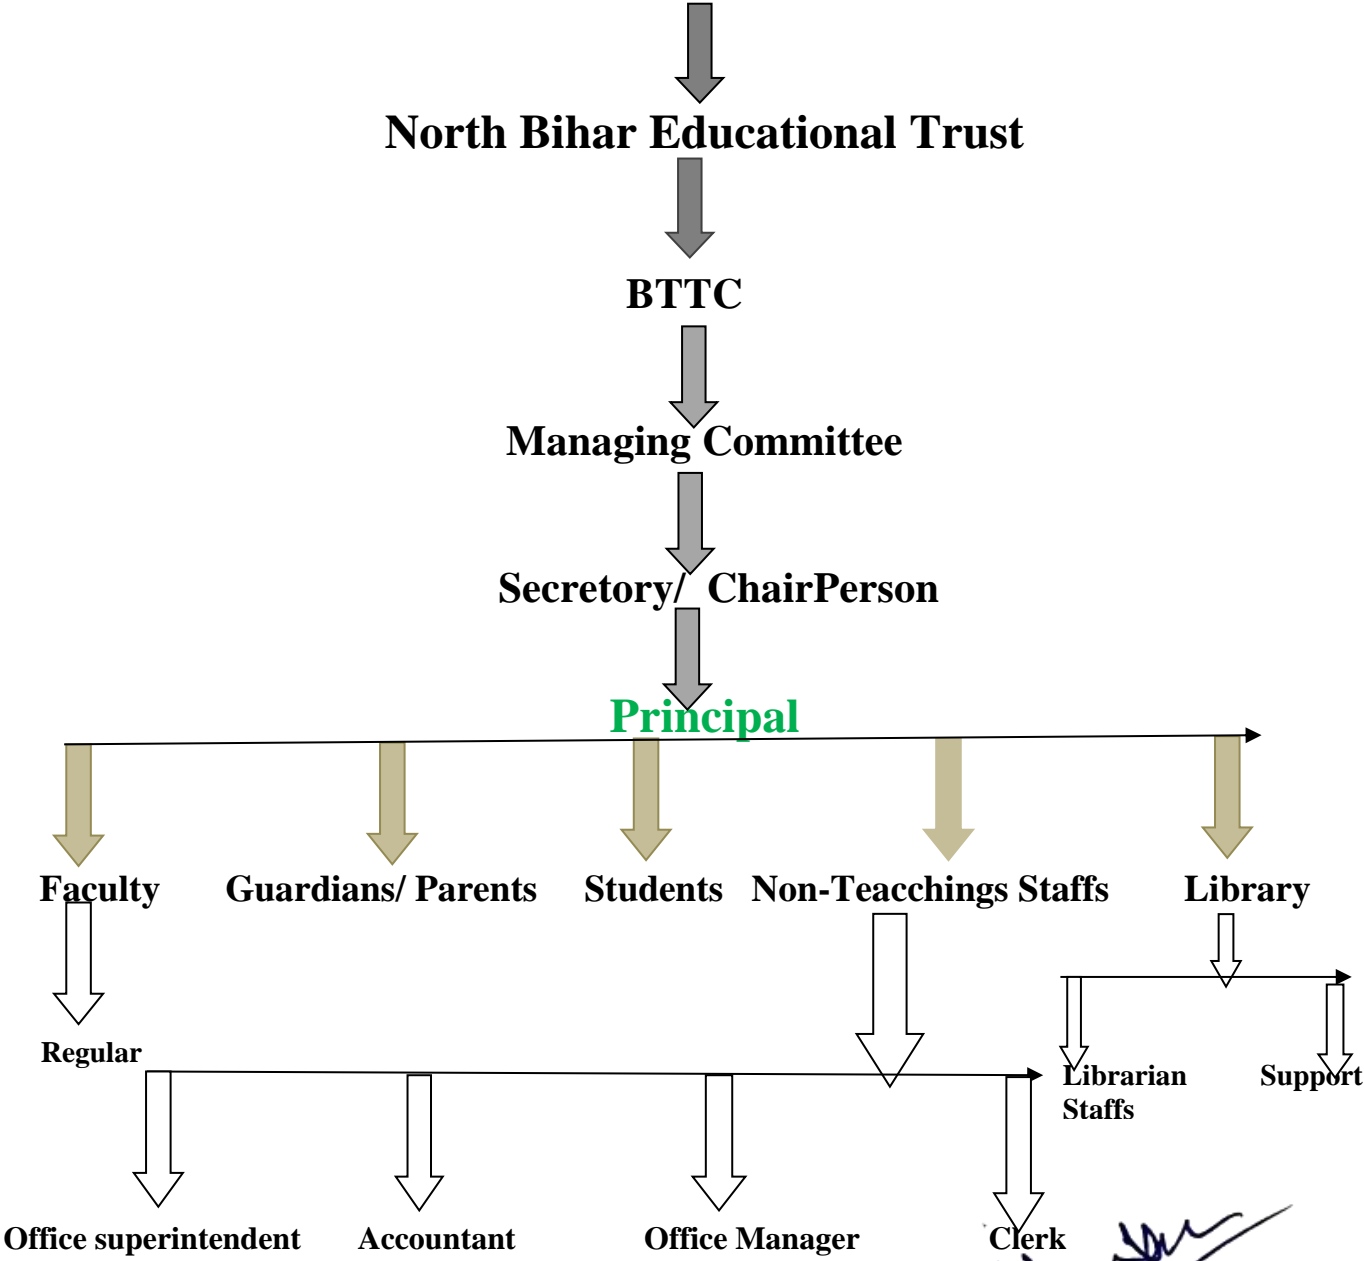 North Bihar Educational Trust
BTTC
Managing Committee
Secretory/ ChairPerson
Principal
Faculty Guardians/ Parents Students Non-Teacchings Staffs Library
Regular
Librarian Support
Staffs
Office superintendent Accountant Office Manager Clerk